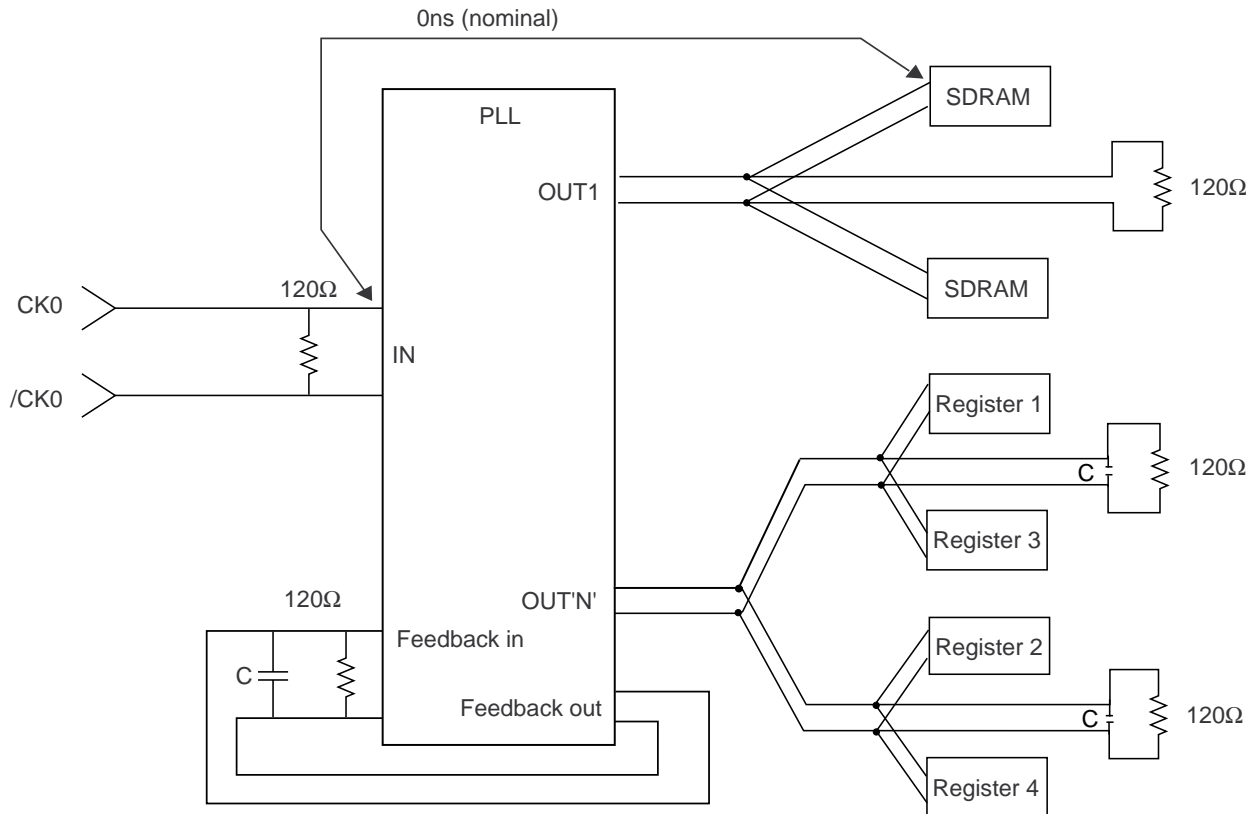 0ns (nominal)
PLL
SDRAM
OUT1
120Ω
SDRAM
CK0
120Ω
IN
/CK0
Register 1
C
120Ω
Register 3
OUT'N'
120Ω
Feedback in
C
Register 2
Feedback out
C
120Ω
Register 4